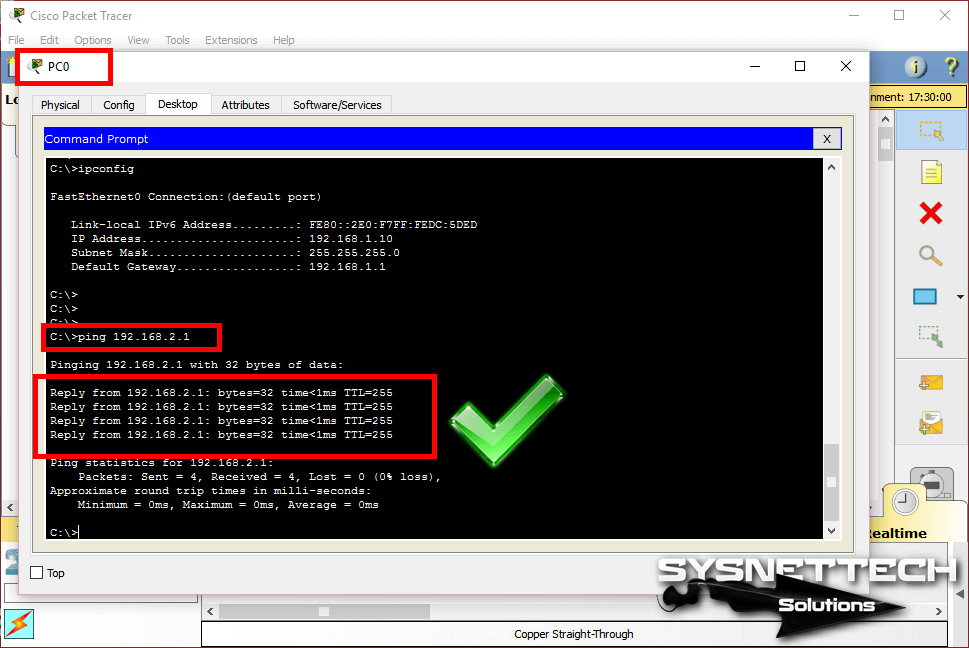 Cisco Packet Tracer
File Edit Options View Tools Extensions Help
PC0
nment: 17:30:00
Physical Config Desktop Attributes Software/Services
Command Prompt
X
C:\>ipconfig
FastEthernet0 Connection:(default port)
Link-local IPv6 Address.........: FE80::2E0:F7FF:FEDC:5DED
IP Address......................: 192.168.1.10
Subnet Mask.....................: 255.255.255.0
Default Gateway.................: 192.168.1.1
C:\>
C:\>
C:\>
C:\>ping 192.168.2.1
Pinging 192.168.2.1 with 32 bytes of data:
Reply from 192.168.2.1: bytes=32 time<1ms TTL=255
Reply from 192.168.2.1: bytes=32 time<1ms TTL=255
Reply from 192.168.2.1: bytes=32 time<1ms TTL=255
Reply from 192.168.2.1: bytes=32 time<1ms TTL=255
Ping statistics for 192.168.2.1:
Packets: Sent = 4, Received = 4, Lost = 0 (0% loss),
Approximate round trip times in milli-seconds:
Minimum = 0ms, Maximum = 0ms, Average = 0ms
C:\>
Realtime
Top
SYSNETTECH
Solutions
Copper Straight-Through